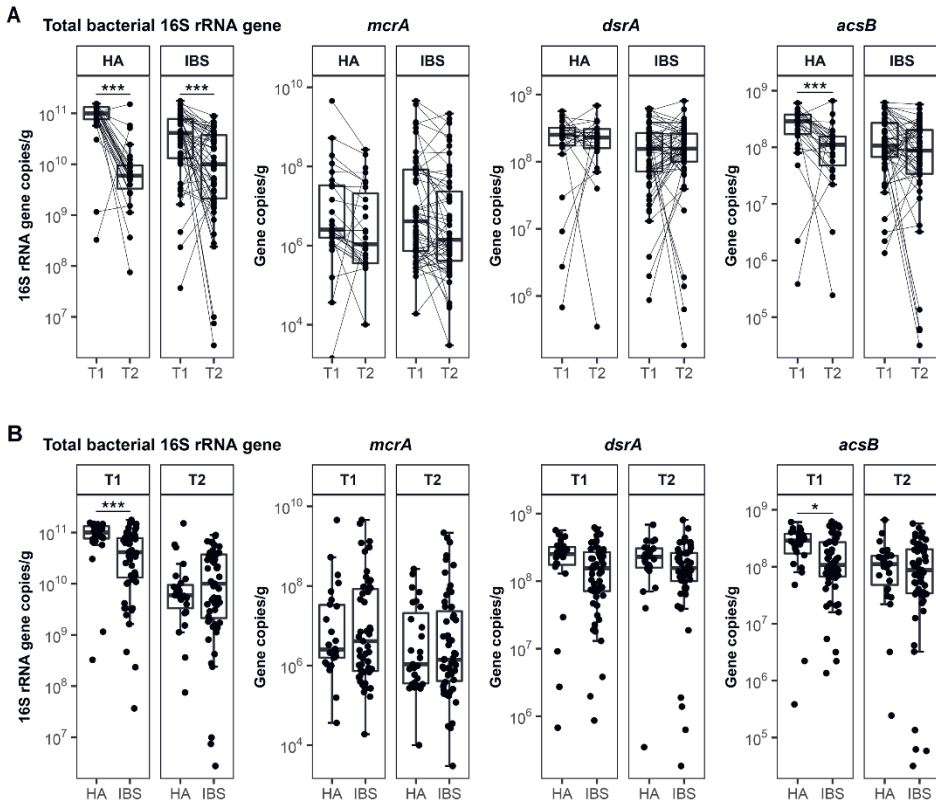 A
Total bacterial 16S rRNA gene
mcrA
dsrA
acsB
HA IBS
HA IBS
HA IBS
HA IBS
*** ***
***
16S rRNA gene copies/g
10¹¹
10¹⁰
10⁹
10⁸
10⁷
Gene copies/g
10¹⁰
10⁸
10⁶
10⁴
Gene copies/g
10⁹
10⁸
10⁶
Gene copies/g
10⁹
10⁸
10⁷
10⁶
10⁵
T1 T2 T1 T2
T1 T2 T1 T2
T1 T2 T1 T2
T1 T2 T1 T2
B
Total bacterial 16S rRNA gene
mcrA
dsrA
acsB
T1 T2
T1 T2
T1 T2
T1 T2
***
*
16S rRNA gene copies/g
10¹¹
10¹⁰
10⁹
10⁸
10⁷
Gene copies/g
10¹⁰
10⁸
10⁶
10⁴
Gene copies/g
10⁹
10⁸
10⁶
Gene copies/g
10⁹
10⁸
10⁷
10⁶
10⁵
HA IBS HA IBS
HA IBS HA IBS
HA IBS HA IBS
HA IBS HA IBS